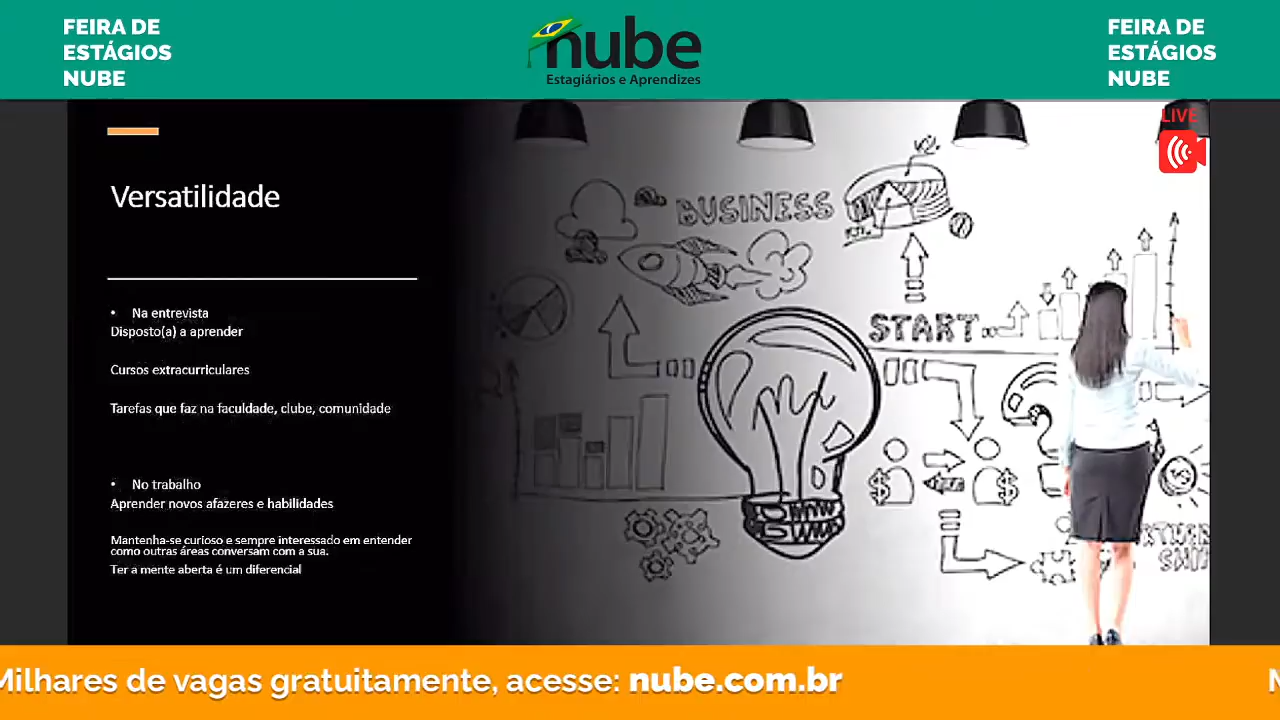 FEIRA DE
ESTÁGIOS
NUBE
nube
Estagiários e Aprendizes
FEIRA DE
ESTÁGIOS
NUBE
LIVE
Versatilidade
• Na entrevista
Disposto(a) a aprender
Cursos extracurriculares
Tarefas que faz na faculdade, clube, comunidade
• No trabalho
Aprender novos afazeres e habilidades
Mantenha-se curioso e sempre interessado em entender
como outras áreas conversam com a sua.
Ter a mente aberta é um diferencial
BUSINESS
START
Milhares de vagas gratuitamente, acesse: nube.com.br